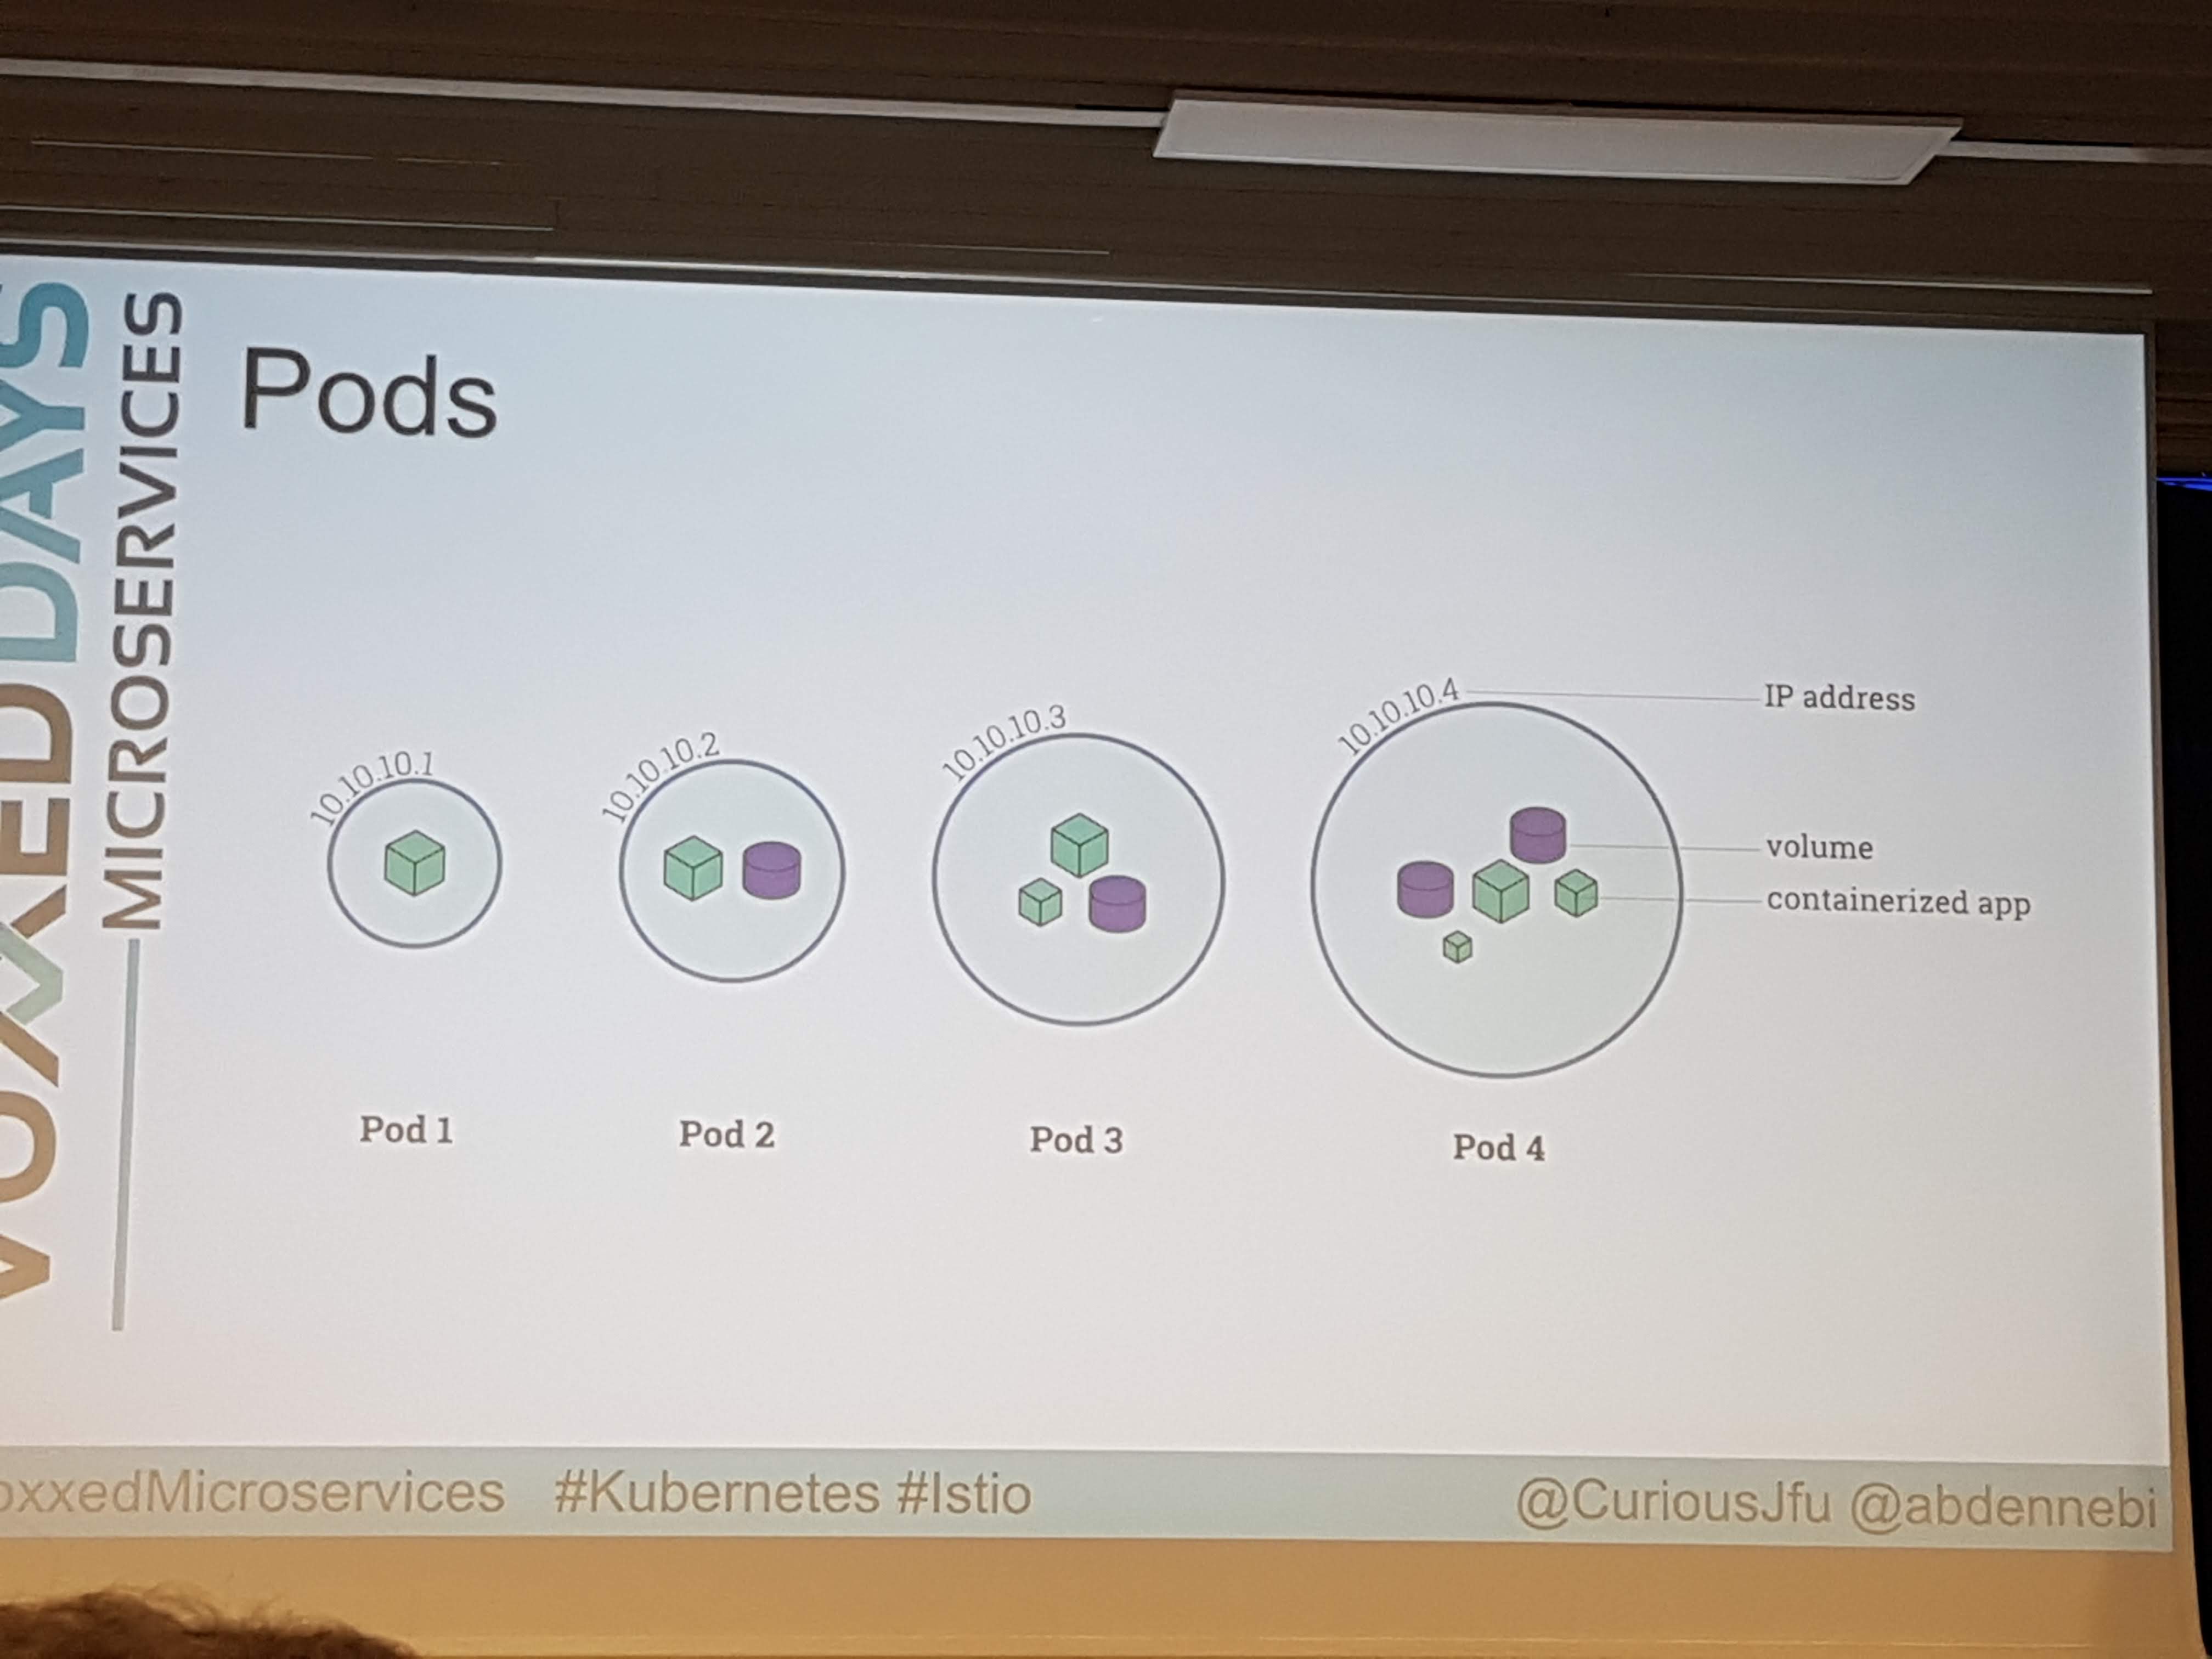 DAYS
MICROSERVICES
Pods
10.10.10.1
10.10.10.2
10.10.10.3
10.10.10.4
IP address
volume
containerized app
Pod 1
Pod 2
Pod 3
Pod 4
oxxedMicroservices #Kubernetes #Istio
@CuriousJfu @abdennebi